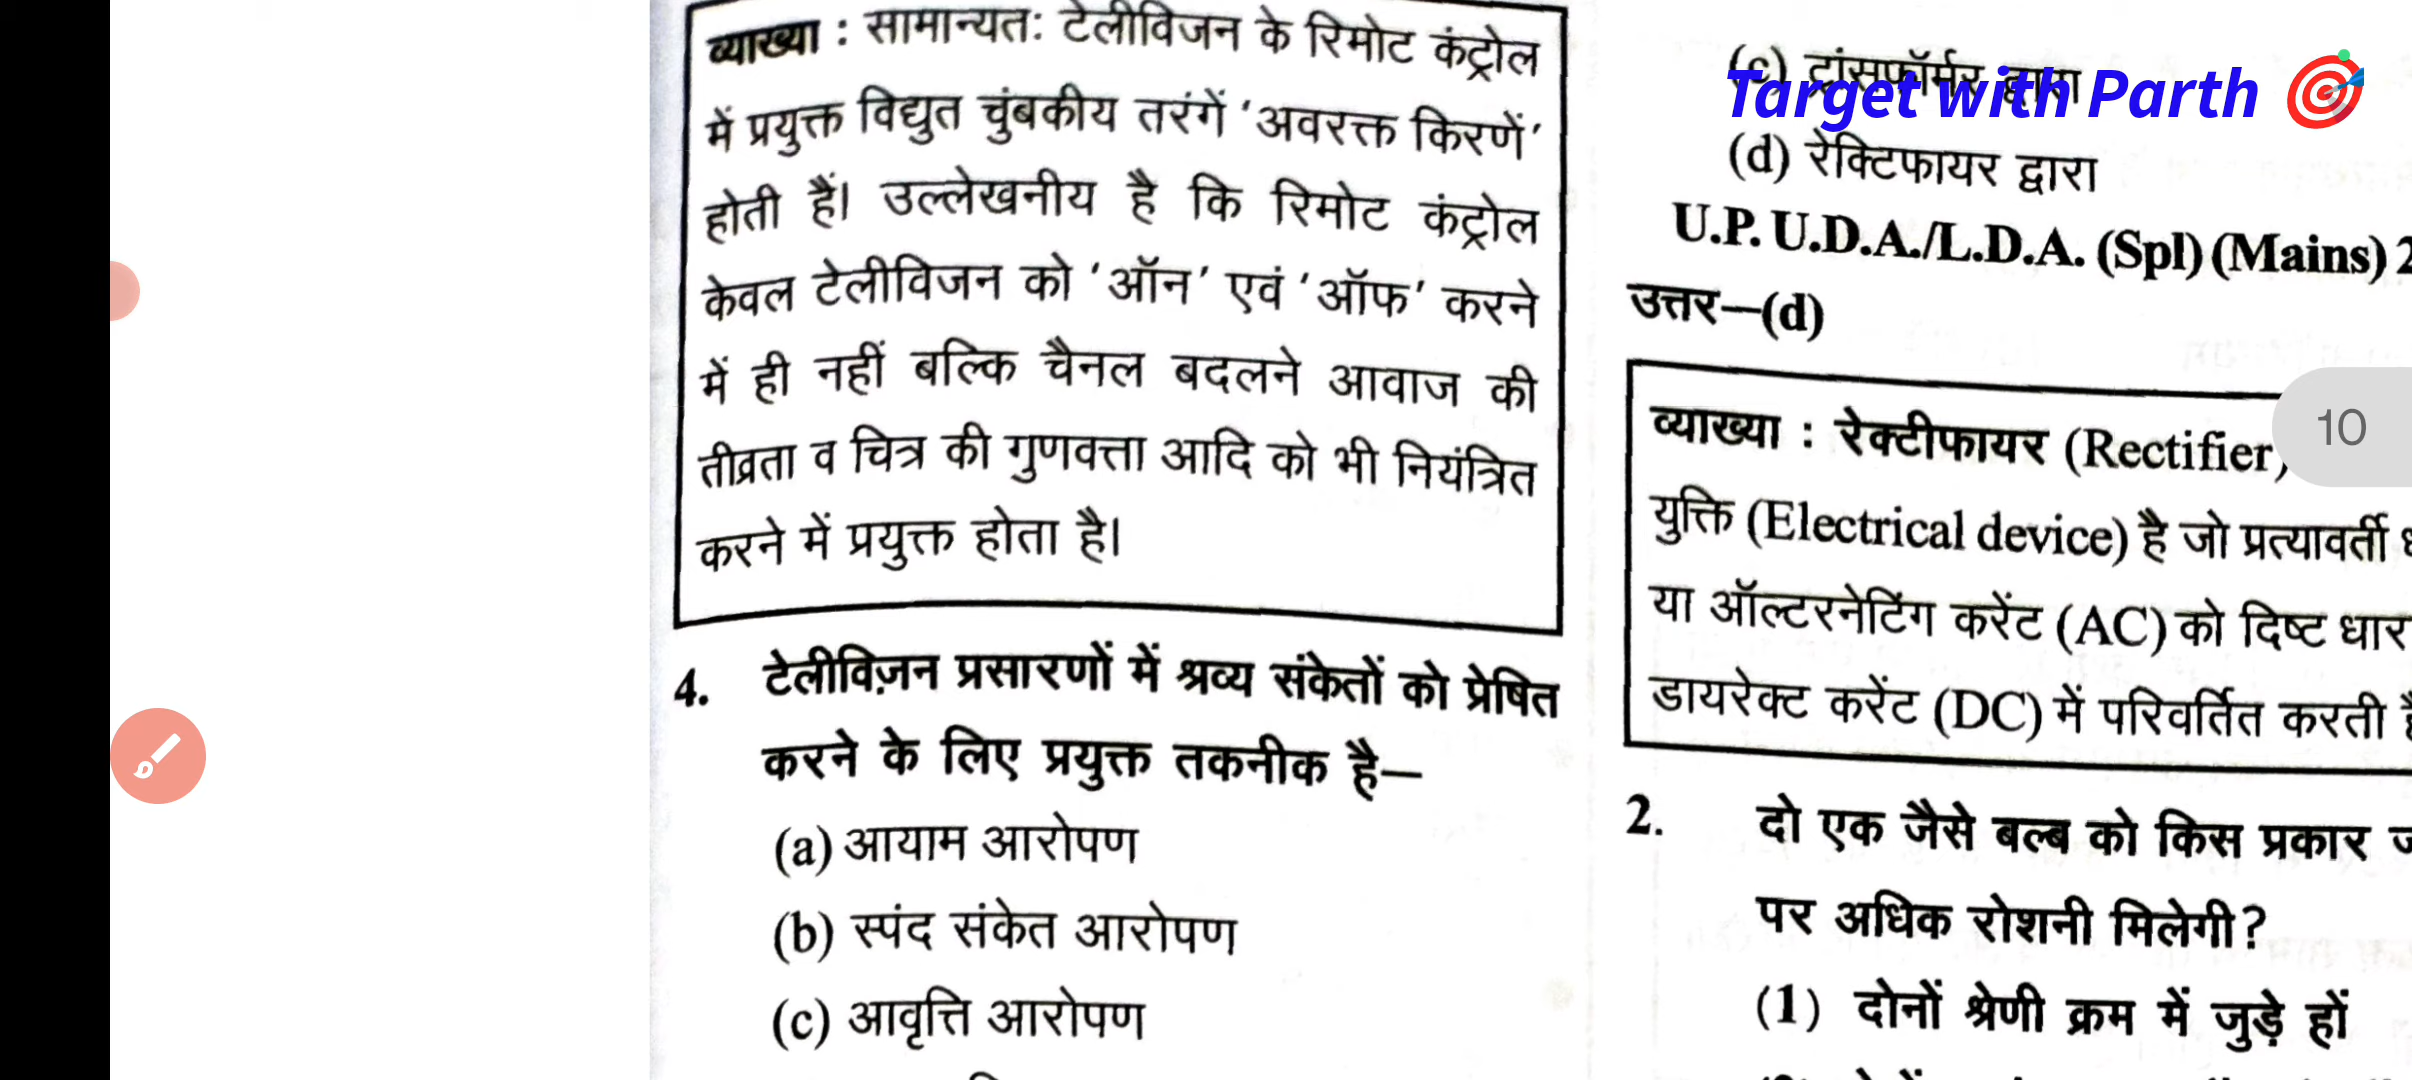 व्याख्या : सामान्यतः टेलीविजन के रिमोट कंट्रोल
में प्रयुक्त विद्युत चुंबकीय तरंगें ‘अवरक्त किरणें’
होती हैं। उल्लेखनीय है कि रिमोट कंट्रोल
केवल टेलीविजन को ‘ऑन’ एवं ‘ऑफ’ करने
में ही नहीं बल्कि चैनल बदलने आवाज की
तीव्रता व चित्र की गुणवत्ता आदि को भी नियंत्रित
करने में प्रयुक्त होता है।
4. टेलीविज़न प्रसारणों में श्रव्य संकेतों को प्रेषित
करने के लिए प्रयुक्त तकनीक है—
(a) आयाम आरोपण
(b) स्पंद संकेत आरोपण
(c) आवृत्ति आरोपण
(c) ट्रांसफॉर्मर द्वारा
Target with Parth
(d) रेक्टिफायर द्वारा
U.P. U.D.A./L.D.A. (Spl) (Mains) 2
उत्तर—(d)
व्याख्या : रेक्टीफायर (Rectifier)
10
युक्ति (Electrical device) है जो प्रत्यावर्ती
या ऑल्टरनेटिंग करेंट (AC) को दिष्ट धार
डायरेक्ट करेंट (DC) में परिवर्तित करती
2. दो एक जैसे बल्ब को किस प्रकार
पर अधिक रोशनी मिलेगी?
(1) दोनों श्रेणी क्रम में जुड़े हों